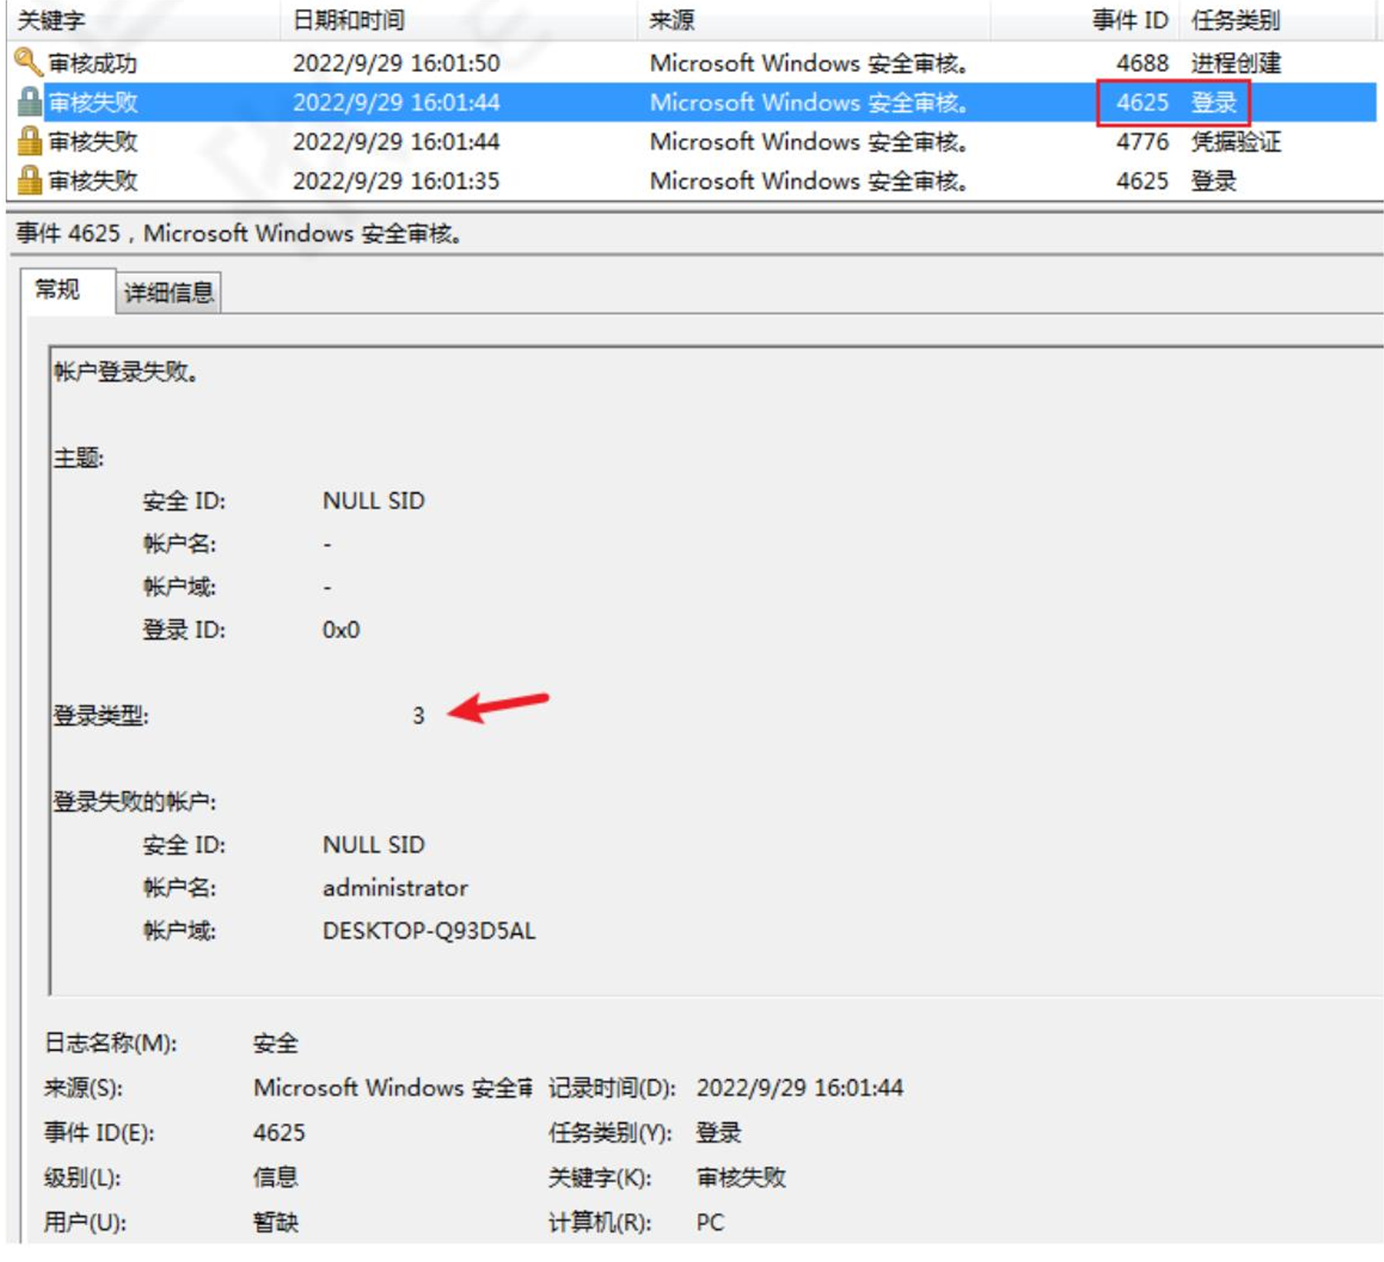 关键字 日期和时间 来源 事件 ID 任务类别
审核成功 2022/9/29 16:01:50 Microsoft Windows 安全审核。 4688 进程创建
审核失败 2022/9/29 16:01:44 Microsoft Windows 安全审核。 4625 登录
审核失败 2022/9/29 16:01:44 Microsoft Windows 安全审核。 4776 凭据验证
审核失败 2022/9/29 16:01:35 Microsoft Windows 安全审核。 4625 登录
事件 4625，Microsoft Windows 安全审核。
常规 详细信息
帐户登录失败。
主题:
安全 ID: NULL SID
帐户名: -
帐户域: -
登录 ID: 0x0
登录类型: 3
登录失败的帐户:
安全 ID: NULL SID
帐户名: administrator
帐户域: DESKTOP-Q93D5AL
日志名称(M): 安全
来源(S): Microsoft Windows 安全审 记录时间(D): 2022/9/29 16:01:44
事件 ID(E): 4625 任务类别(Y): 登录
级别(L): 信息 关键字(K): 审核失败
用户(U): 暂缺 计算机(R): PC